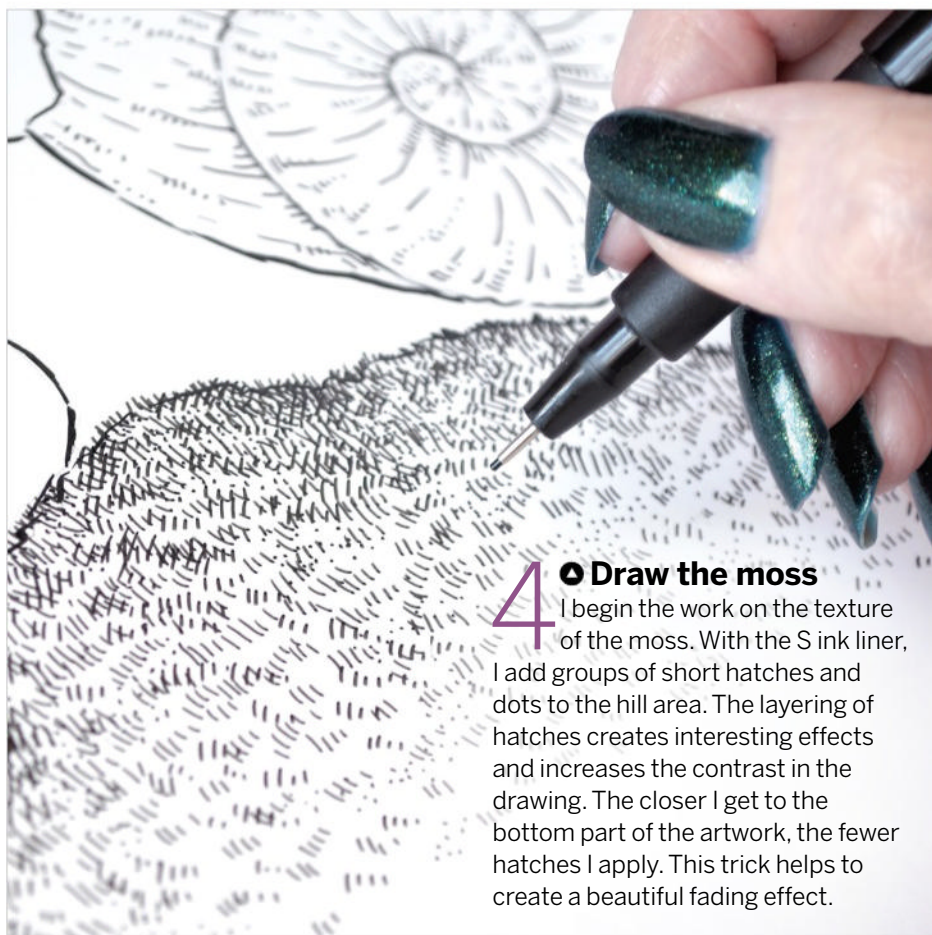 4 Draw the moss
I begin the work on the texture
of the moss. With the S ink liner,
I add groups of short hatches and
dots to the hill area. The layering of
hatches creates interesting effects
and increases the contrast in the
drawing. The closer I get to the
bottom part of the artwork, the fewer
hatches I apply. This trick helps to
create a beautiful fading effect.